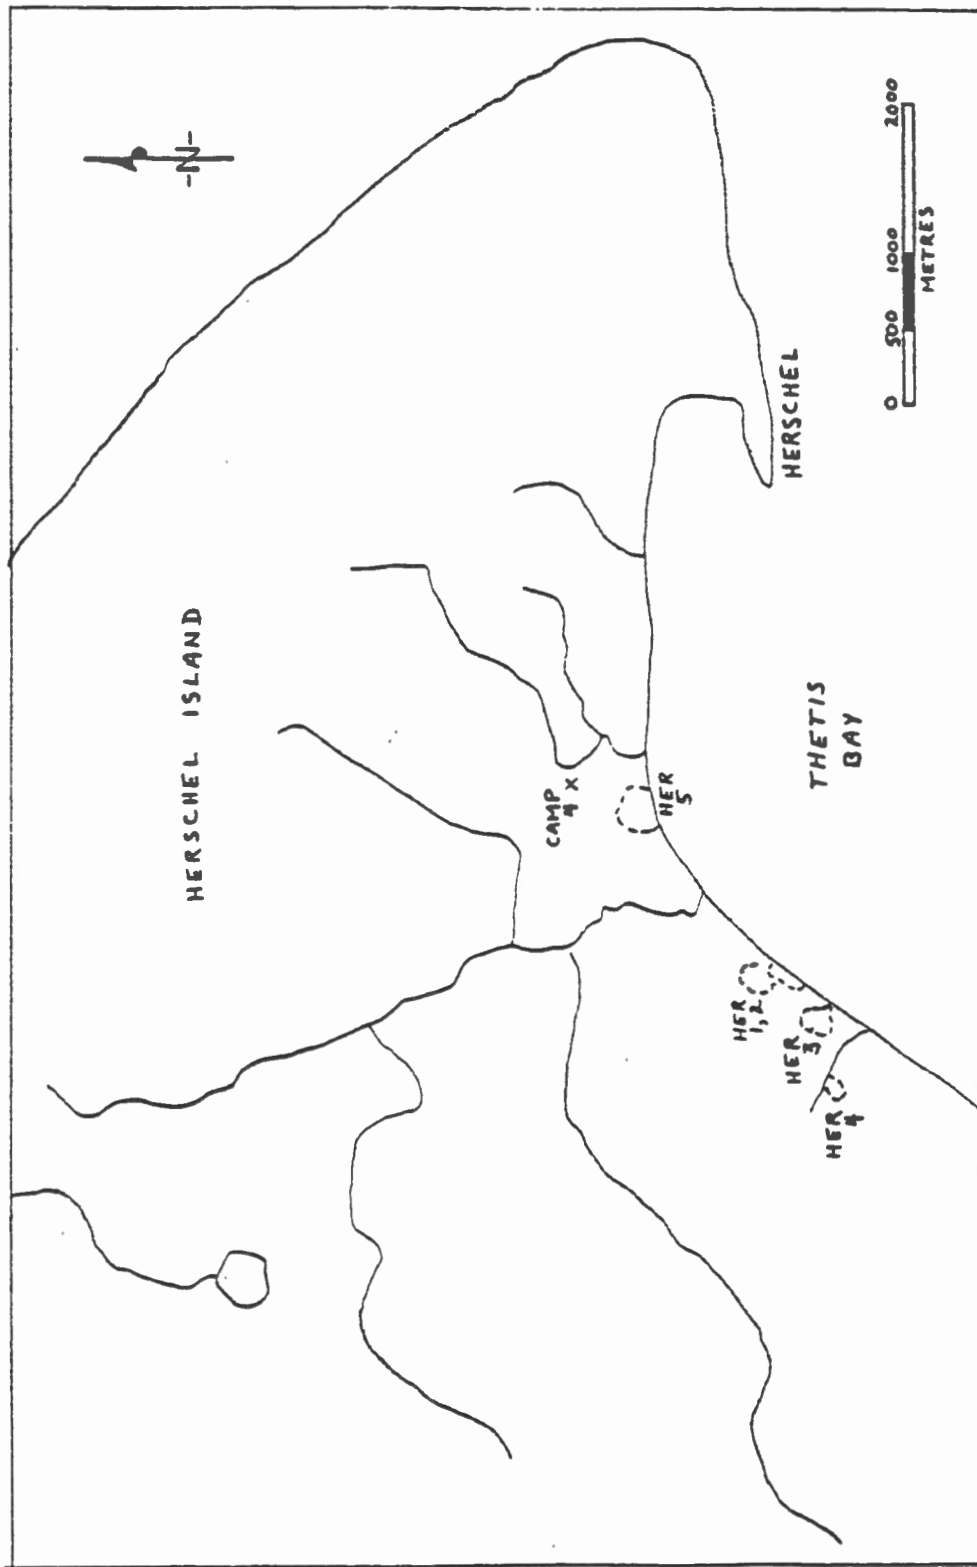 -N-
HERSCHEL ISLAND
CAMP
4 X
HER
5
HER
1,2
HER
3
HER
4
THETIS
BAY
HERSCHEL
0 500 1000 2000
METRES